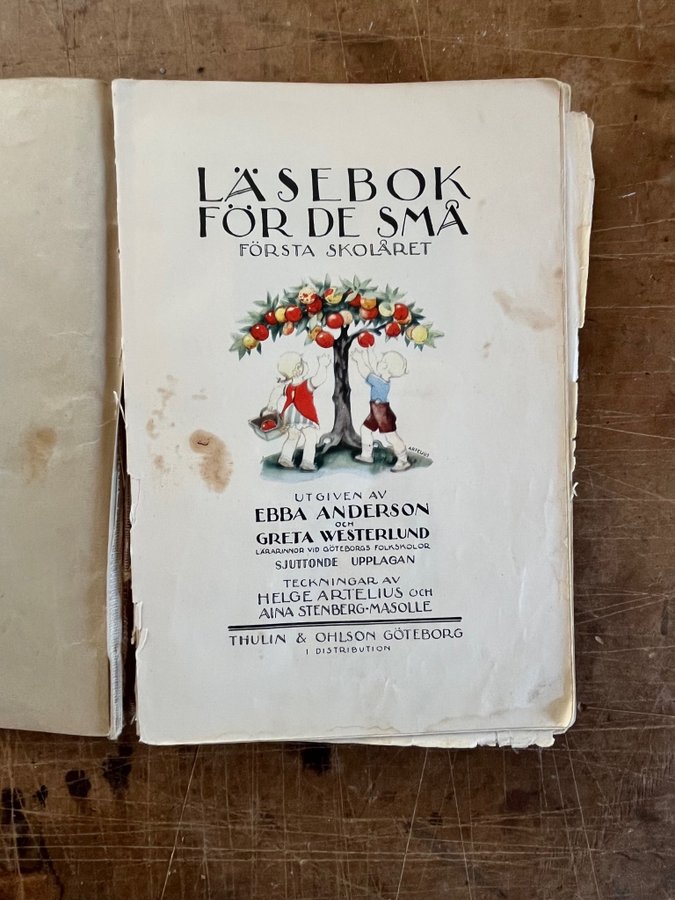 LÄSEBOK
FÖR DE SMÅ
FÖRSTA SKOLÅRET
ARTELIUS
UTGIVEN AV
EBBA ANDERSON
OCH
GRETA WESTERLUND
LÄRARINNOR VID GÖTEBORGS FOLKSKOLOR
SJUTTONDE UPPLAGAN
TECKNINGAR AV
HELGE ARTELIUS OCH
AINA STENBERG-MASOLLE
THULIN & OHLSON GÖTEBORG
I DISTRIBUTION